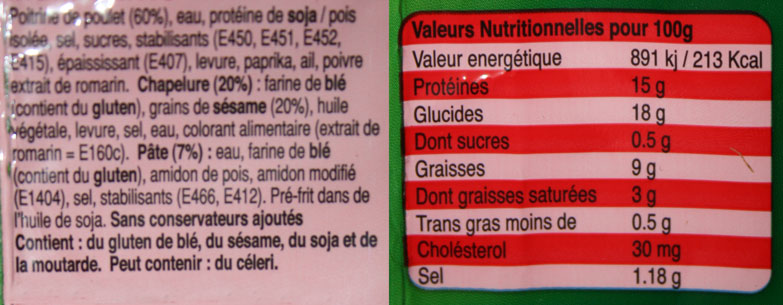 Poitrine de poulet (60%), eau, protéine de soja / pois
isolée, sel, sucres, stabilisants (E450, E451, E452,
E415), épaississant (E407), levure, paprika, ail, poivre
extrait de romarin. Chapelure (20%) : farine de blé
(contient du gluten), grains de sésame (20%), huile
végétale, levure, sel, eau, colorant alimentaire (extrait de
romarin = E160c). Pâte (7%) : eau, farine de blé
(contient du gluten), amidon de pois, amidon modifié
(E1404), sel, stabilisants (E466, E412). Pré-frit dans de
l'huile de soja. Sans conservateurs ajoutés
Contient : du gluten de blé, du sésame, du soja et de
la moutarde. Peut contenir : du céleri.
Valeurs Nutritionnelles pour 100g
Valeur energétique 891 kj / 213 Kcal
Protéines 15 g
Glucides 18 g
Dont sucres 0.5 g
Graisses 9 g
Dont graisses saturées 3 g
Trans gras moins de 0.5 g
Choléstérol 30 mg
Sel 1.18 g